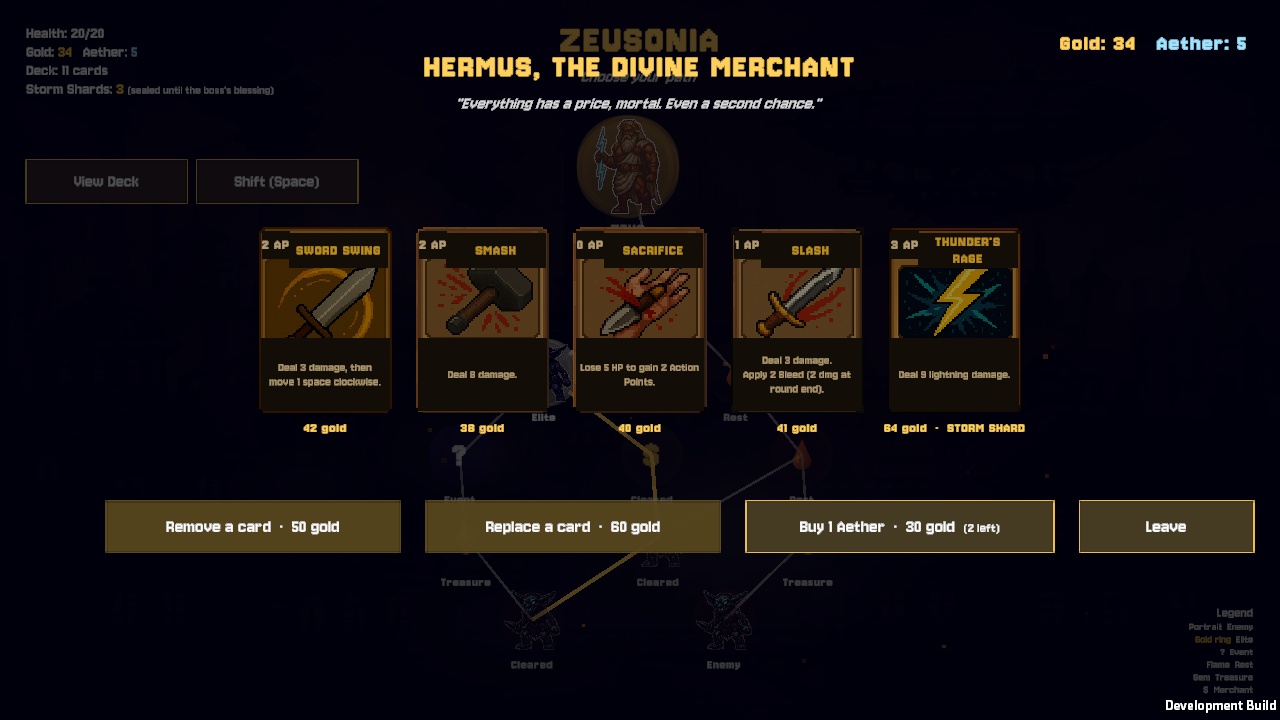 Health: 20/20
Gold: 34 Aether: 5
Deck: 11 cards
Storm Shards: 3 (sealed until the boss's blessing)
ZEUSONIA
choose your path
HERMUS, THE DIVINE MERCHANT
"Everything has a price, mortal. Even a second chance."
Gold: 34 Aether: 5
View Deck
Shift (Space)
2 AP
SWORD SWING
Deal 3 damage, then
move 1 space clockwise.
42 gold
2 AP
SMASH
Deal 6 damage.
38 gold
0 AP
SACRIFICE
Lose 5 HP to gain 2 Action
Points.
40 gold
1 AP
SLASH
Deal 3 damage.
Apply 2 Bleed (2 dmg at
round end).
41 gold
3 AP
THUNDER'S
RAGE
Deal 9 lightning damage.
64 gold · STORM SHARD
Elite
Rest
?
$
Event
Cleared
Rest
Remove a card · 50 gold
Replace a card · 60 gold
Buy 1 Aether · 30 gold (2 left)
Leave
Treasure
Cleared
Treasure
Cleared
Enemy
Legend
Portrait Enemy
Gold ring Elite
? Event
Flame Rest
Gem Treasure
$ Merchant
Development Build